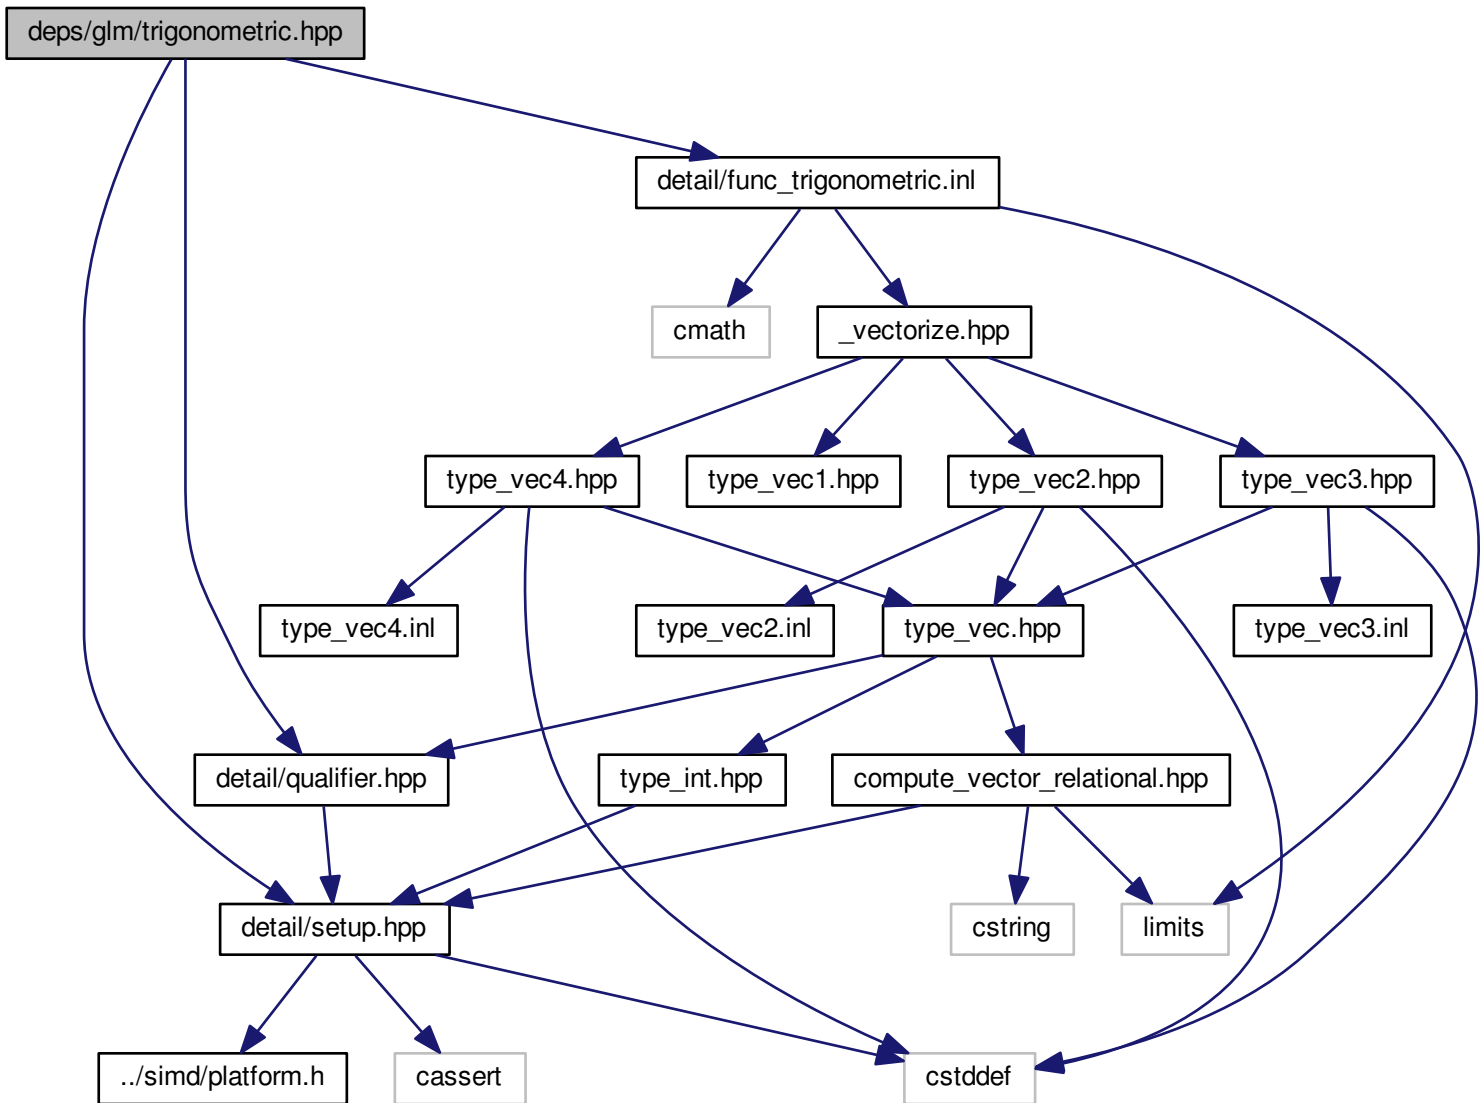 deps/glm/trigonometric.hpp
detail/func_trigonometric.inl
cmath
_vectorize.hpp
type_vec4.hpp
type_vec1.hpp
type_vec2.hpp
type_vec3.hpp
type_vec4.inl
type_vec2.inl
type_vec.hpp
type_vec3.inl
detail/qualifier.hpp
type_int.hpp
compute_vector_relational.hpp
detail/setup.hpp
cstring
limits
../simd/platform.h
cassert
cstddef